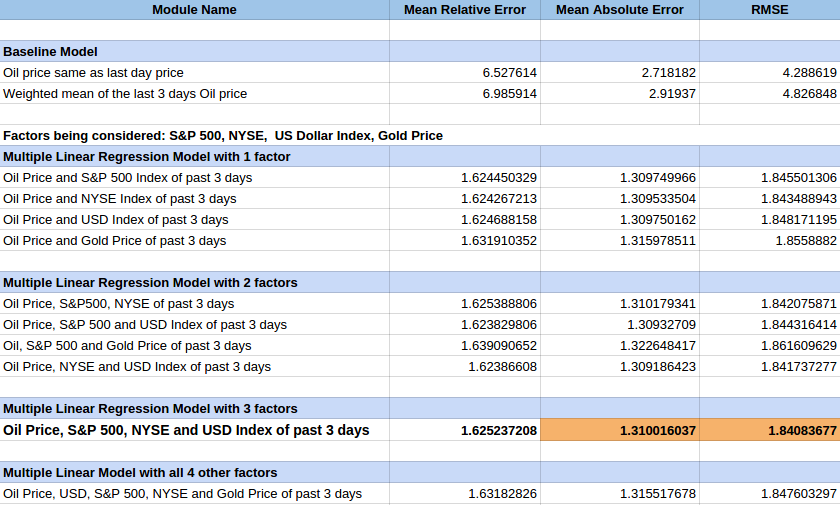 Module Name Mean Relative Error Mean Absolute Error RMSE
Baseline Model
Oil price same as last day price 6.527614 2.718182 4.288619
Weighted mean of the last 3 days Oil price 6.985914 2.91937 4.826848
Factors being considered: S&P 500, NYSE,  US Dollar Index, Gold Price
Multiple Linear Regression Model with 1 factor
Oil Price and S&P 500 Index of past 3 days 1.624450329 1.309749966 1.845501306
Oil Price and NYSE Index of past 3 days 1.624267213 1.309533504 1.843488943
Oil Price and USD Index of past 3 days 1.624688158 1.309750162 1.848171195
Oil Price and Gold Price of past 3 days 1.631910352 1.315978511 1.8558882
Multiple Linear Regression Model with 2 factors
Oil Price, S&P500, NYSE of past 3 days 1.625388806 1.310179341 1.842075871
Oil Price, S&P 500 and USD Index of past 3 days 1.623829806 1.30932709 1.844316414
Oil, S&P 500 and Gold Price of past 3 days 1.639090652 1.322648417 1.861609629
Oil Price, NYSE and USD Index of past 3 days 1.62386608 1.309186423 1.841737277
Multiple Linear Regression Model with 3 factors
Oil Price, S&P 500, NYSE and USD Index of past 3 days 1.625237208 1.310016037 1.84083677
Multiple Linear Model with all 4 other factors
Oil Price, USD, S&P 500, NYSE and Gold Price of past 3 days 1.63182826 1.315517678 1.847603297